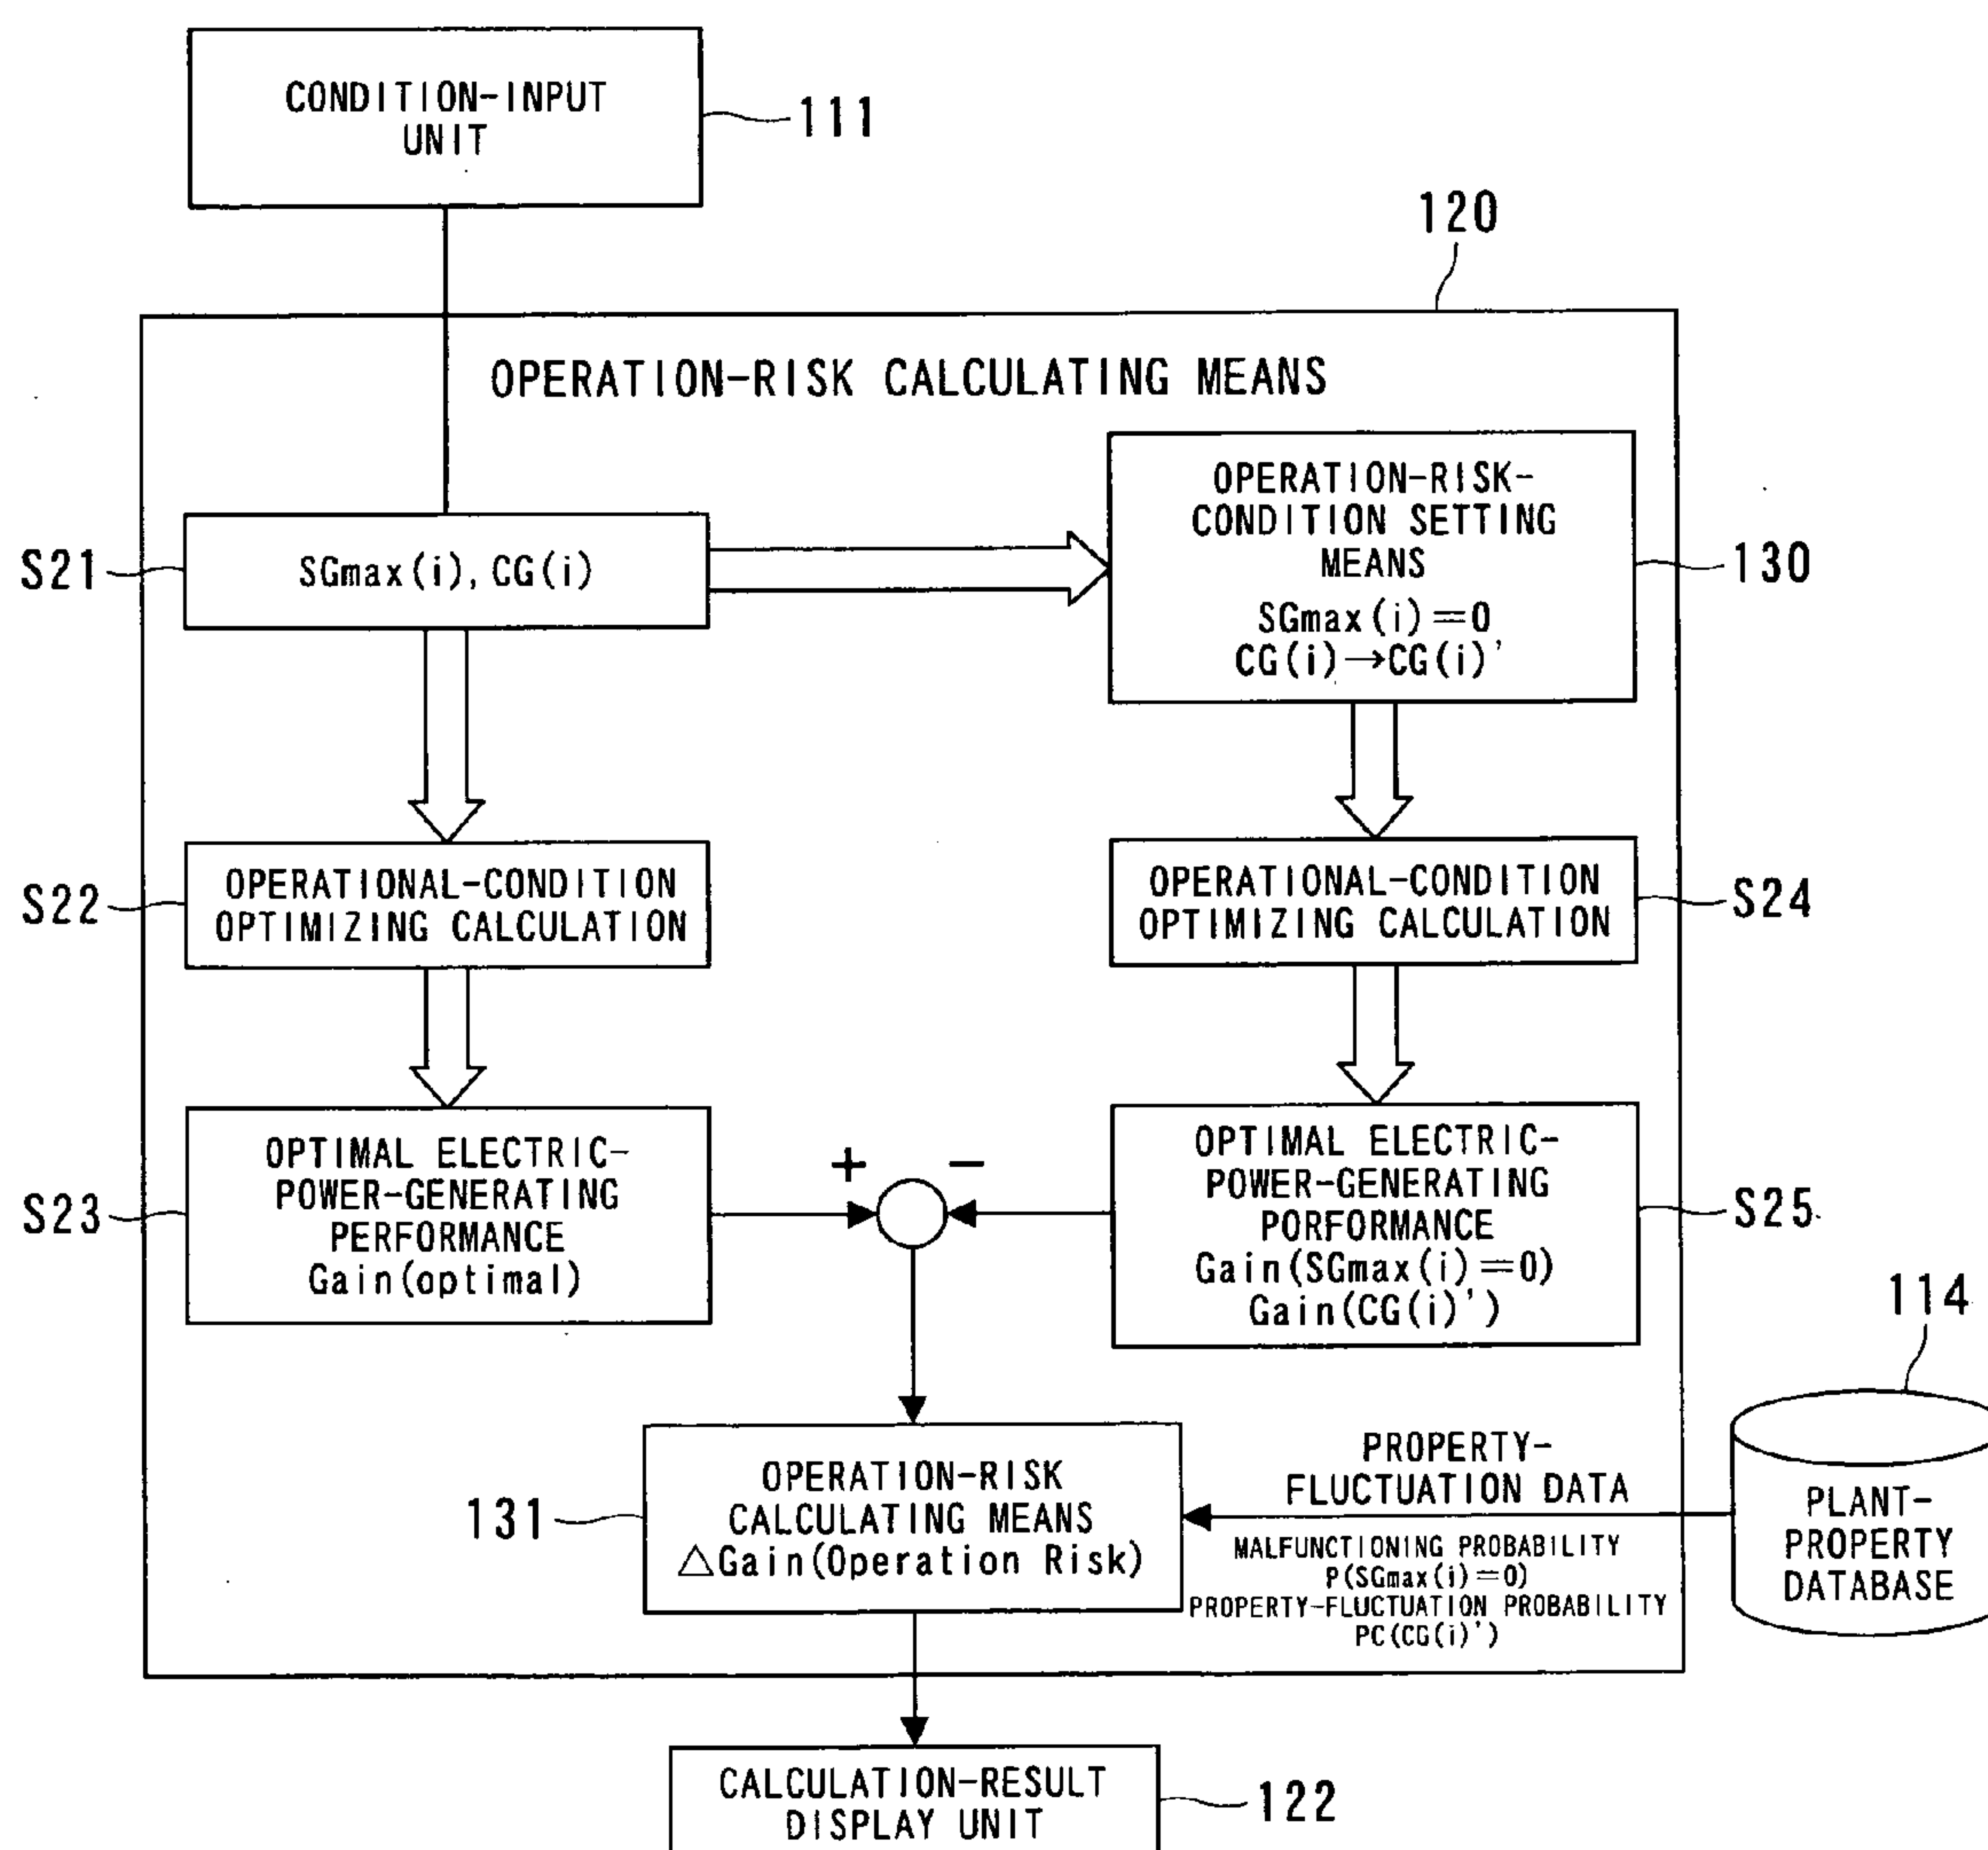 CONDITION-INPUT
UNIT
111
120
OPERATION-RISK CALCULATING MEANS
S21
SGmax(i), CG(i)
OPERATION-RISK-
CONDITION SETTING
MEANS
SGmax(i)=0
CG(i)→CG(i)'
130
S22
OPERATIONAL-CONDITION
OPTIMIZING CALCULATION
OPERATIONAL-CONDITION
OPTIMIZING CALCULATION
S24
S23
OPTIMAL ELECTRIC-
POWER-GENERATING
PERFORMANCE
Gain(optimal)
+
−
OPTIMAL ELECTRIC-
POWER-GENERATING
PORFORMANCE
Gain(SGmax(i)=0)
Gain(CG(i)')
S25
114
131
OPERATION-RISK
CALCULATING MEANS
△Gain(Operation Risk)
PROPERTY-
FLUCTUATION DATA
MALFUNCTIONING PROBABILITY
P(SGmax(i)=0)
PROPERTY-FLUCTUATION PROBABILITY
PC(CG(i)')
PLANT-
PROPERTY
DATABASE
CALCULATION-RESULT
DISPLAY UNIT
122